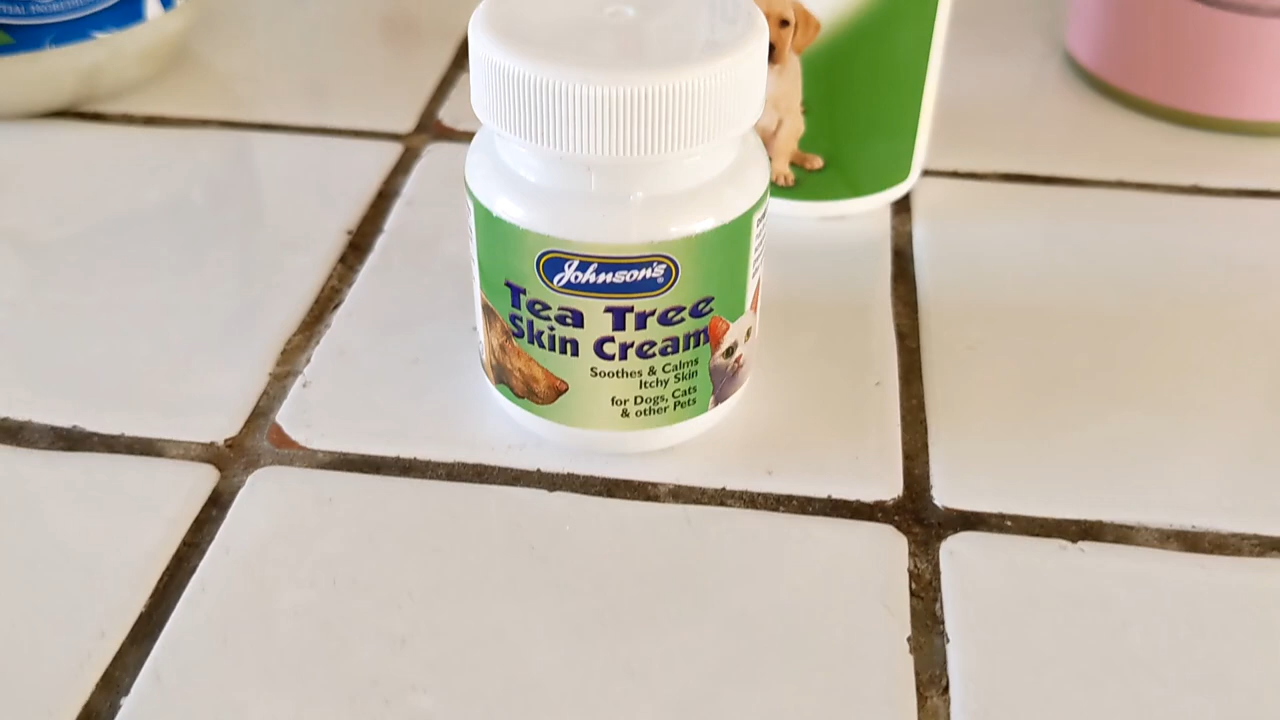 Johnson's
Tea Tree
Skin Cream
Soothes & Calms
Itchy Skin
for Dogs, Cats
& other Pets